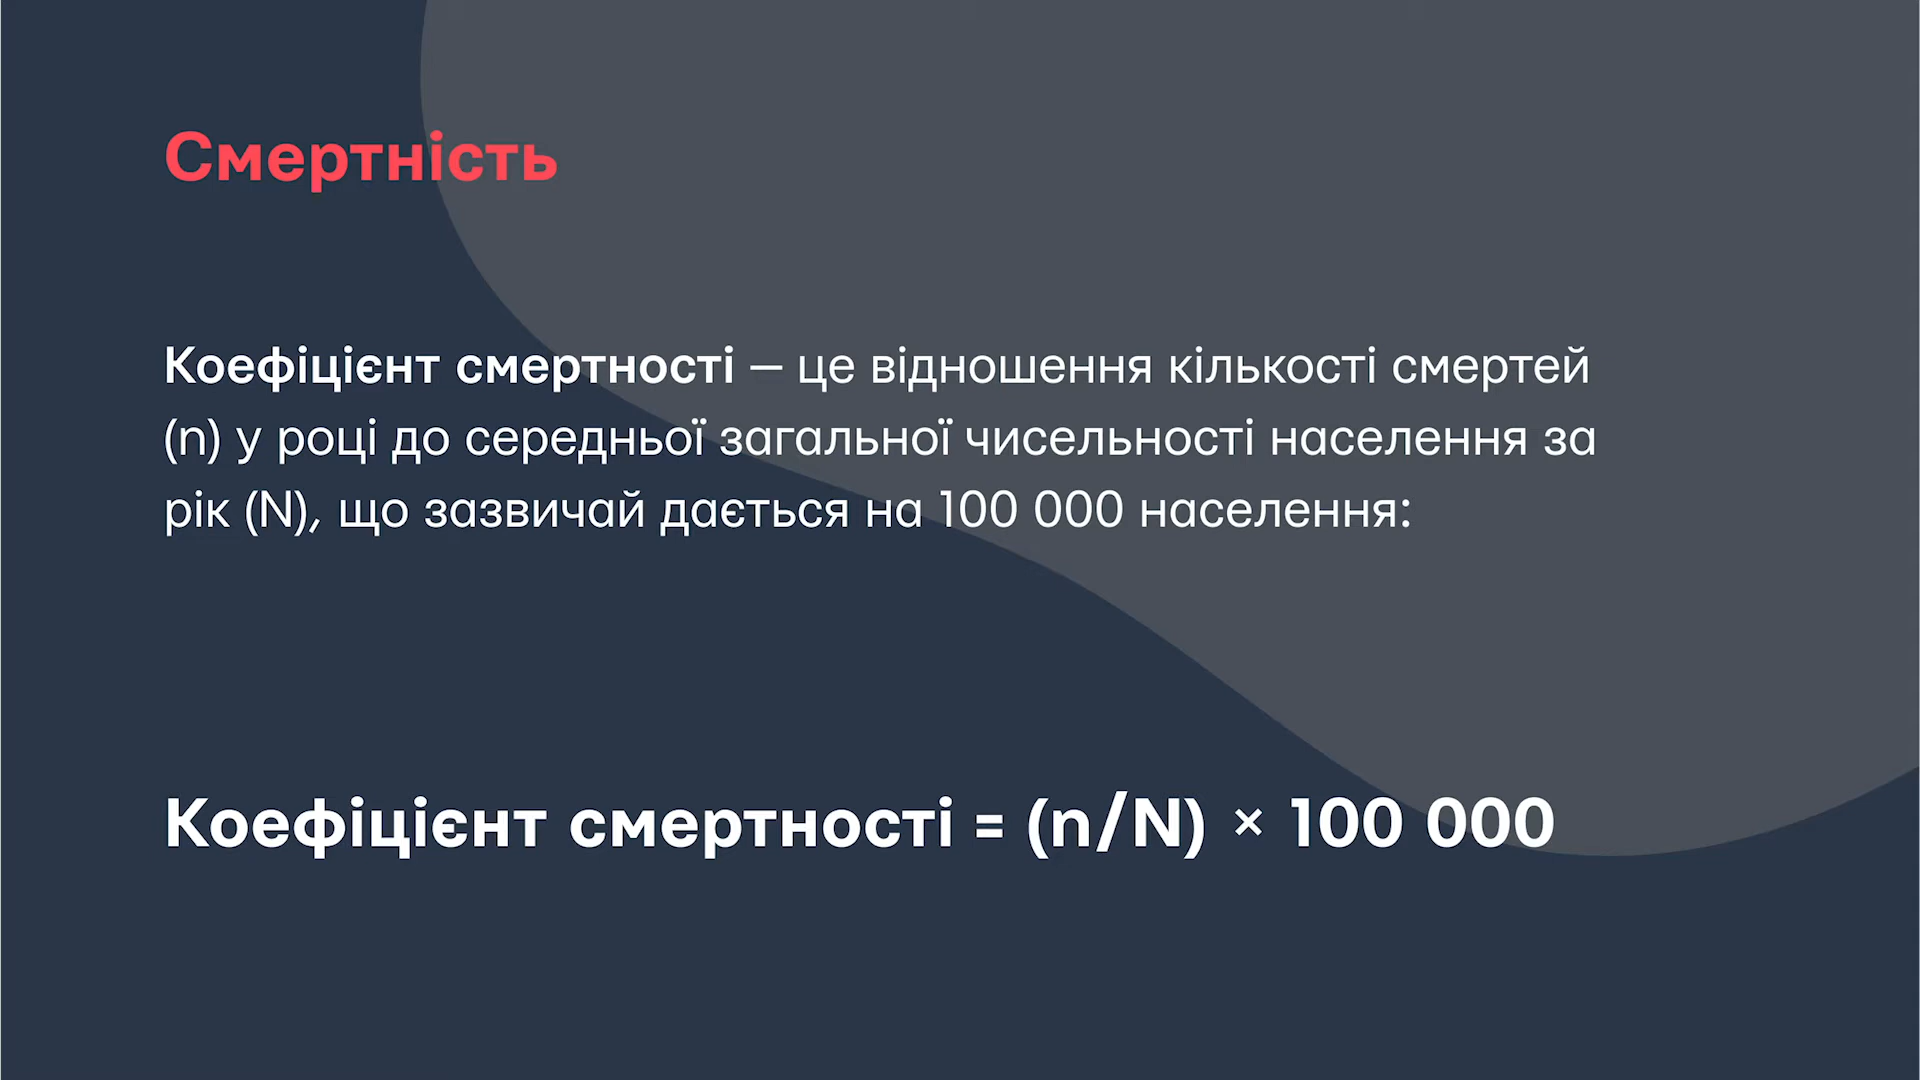 Смертність
Коефіцієнт смертності — це відношення кількості смертей
(n) у році до середньої загальної чисельності населення за
рік (N), що зазвичай дається на 100 000 населення:
Коефіцієнт смертності = (n/N) × 100 000